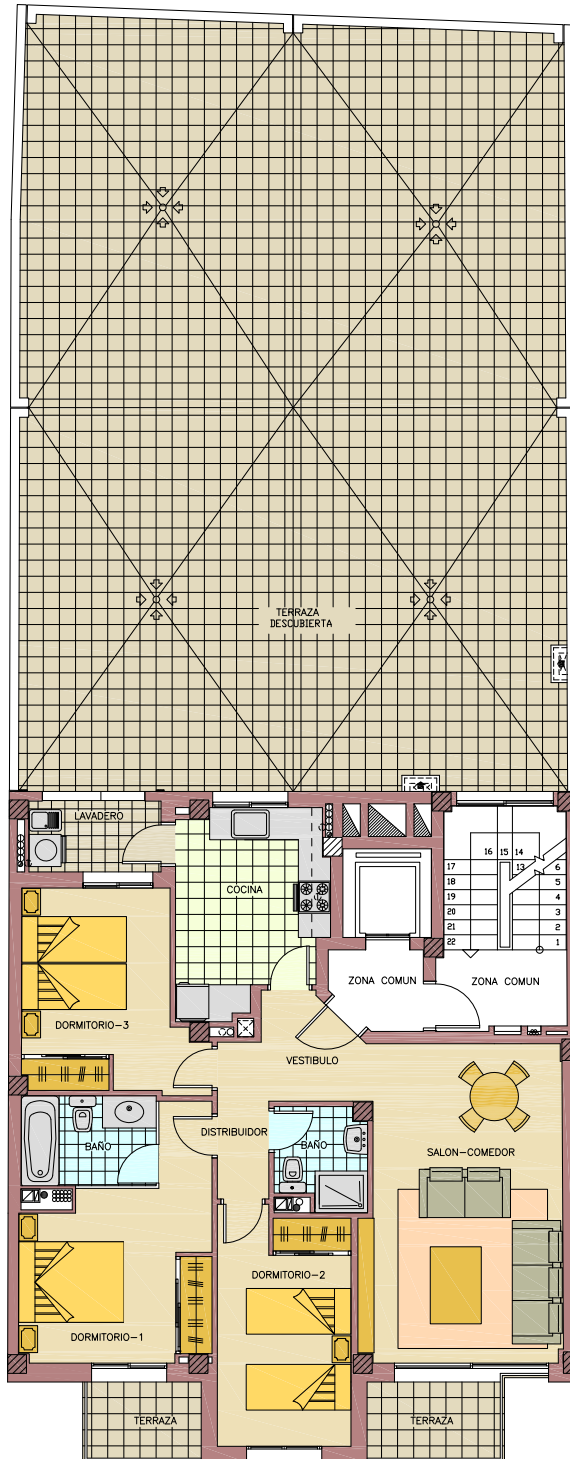 TERRAZA
DESCUBIERTA
LAVADERO
COCINA
16 15 14
13
17
18
19
20
21
22
6
5
4
3
2
1
ZONA COMUN
ZONA COMUN
DORMITORIO-3
VESTIBULO
DISTRIBUIDOR
BAÑO
BAÑO
SALON-COMEDOR
DORMITORIO-2
DORMITORIO-1
TERRAZA
TERRAZA